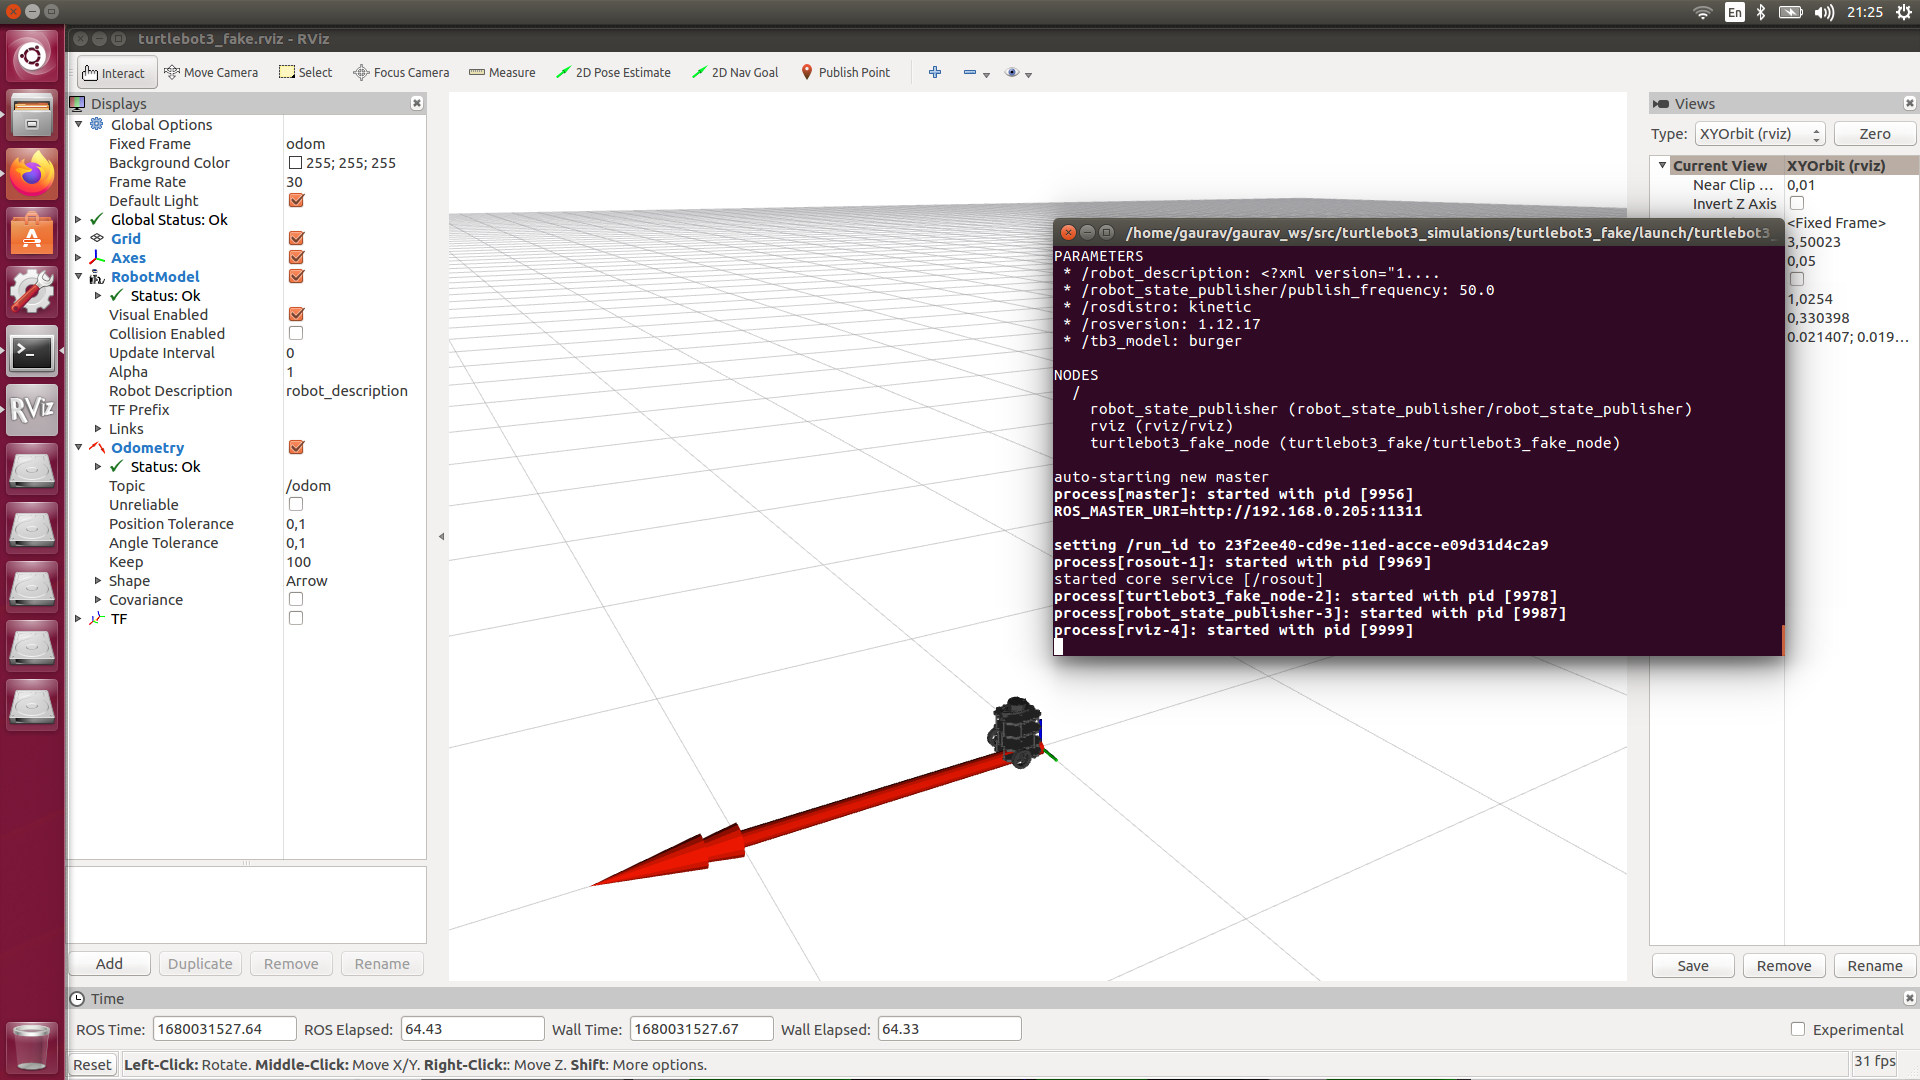 En
21:25
turtlebot3_fake.rviz - RViz
Interact
Move Camera
Select
Focus Camera
Measure
2D Pose Estimate
2D Nav Goal
Publish Point
Displays
Global Options
Fixed Frame odom
Background Color 255; 255; 255
Frame Rate 30
Default Light
Global Status: Ok
Grid
Axes
RobotModel
Status: Ok
Visual Enabled
Collision Enabled
Update Interval 0
Alpha 1
Robot Description robot_description
TF Prefix
Links
Odometry
Status: Ok
Topic /odom
Unreliable
Position Tolerance 0,1
Angle Tolerance 0,1
Keep 100
Shape Arrow
Covariance
TF
Add
Duplicate
Remove
Rename
RViz
/home/gaurav/gaurav_ws/src/turtlebot3_simulations/turtlebot3_fake/launch/turtlebot3_
PARAMETERS
* /robot_description: <?xml version="1....
* /robot_state_publisher/publish_frequency: 50.0
* /rosdistro: kinetic
* /rosversion: 1.12.17
* /tb3_model: burger
NODES
/
robot_state_publisher (robot_state_publisher/robot_state_publisher)
rviz (rviz/rviz)
turtlebot3_fake_node (turtlebot3_fake/turtlebot3_fake_node)
auto-starting new master
process[master]: started with pid [9956]
ROS_MASTER_URI=http://192.168.0.205:11311
setting /run_id to 23f2ee40-cd9e-11ed-acce-e09d31d4c2a9
process[rosout-1]: started with pid [9969]
started core service [/rosout]
process[turtlebot3_fake_node-2]: started with pid [9978]
process[robot_state_publisher-3]: started with pid [9987]
process[rviz-4]: started with pid [9999]
Views
Type: XYOrbit (rviz)
Zero
Current View XYOrbit (rviz)
Near Clip ... 0,01
Invert Z Axis
<Fixed Frame>
3,50023
0,05
1,0254
0,330398
0.021407; 0.019...
Save
Remove
Rename
Time
ROS Time: 1680031527.64
ROS Elapsed: 64.43
Wall Time: 1680031527.67
Wall Elapsed: 64.33
Experimental
Reset
Left-Click: Rotate. Middle-Click: Move X/Y. Right-Click:: Move Z. Shift: More options.
31 fps